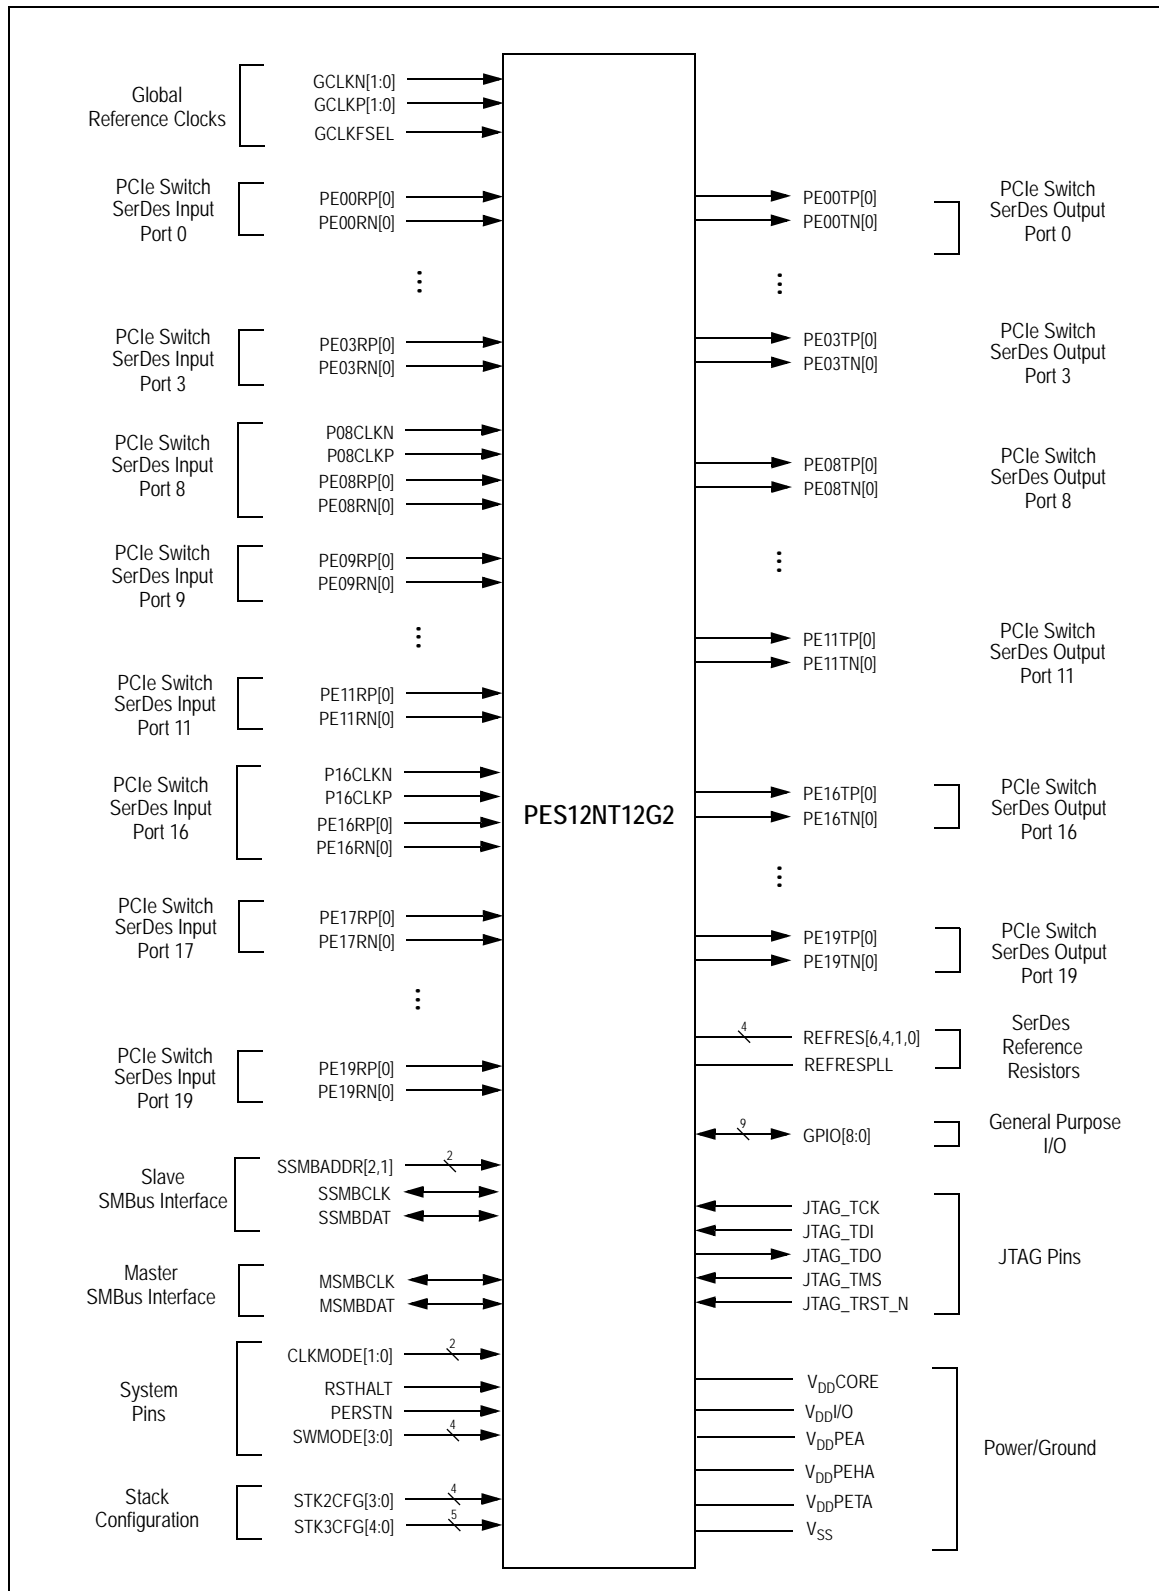 Global
Reference Clocks
GCLKN[1:0]
GCLKP[1:0]
GCLKFSEL
PCIe Switch
SerDes Input
Port 0
PE00RP[0]
PE00RN[0]
PCIe Switch
SerDes Input
Port 3
PE03RP[0]
PE03RN[0]
PCIe Switch
SerDes Input
Port 8
P08CLKN
P08CLKP
PE08RP[0]
PE08RN[0]
PCIe Switch
SerDes Input
Port 9
PE09RP[0]
PE09RN[0]
PCIe Switch
SerDes Input
Port 11
PE11RP[0]
PE11RN[0]
PCIe Switch
SerDes Input
Port 16
P16CLKN
P16CLKP
PE16RP[0]
PE16RN[0]
PCIe Switch
SerDes Input
Port 17
PE17RP[0]
PE17RN[0]
PCIe Switch
SerDes Input
Port 19
PE19RP[0]
PE19RN[0]
Slave
SMBus Interface
SSMBADDR[2,1]
2
SSMBCLK
SSMBDAT
Master
SMBus Interface
MSMBCLK
MSMBDAT
System
Pins
CLKMODE[1:0]
2
RSTHALT
PERSTN
SWMODE[3:0]
4
Stack
Configuration
STK2CFG[3:0]
4
STK3CFG[4:0]
5
PES12NT12G2
PE00TP[0]
PE00TN[0]
PCIe Switch
SerDes Output
Port 0
PE03TP[0]
PE03TN[0]
PCIe Switch
SerDes Output
Port 3
PE08TP[0]
PE08TN[0]
PCIe Switch
SerDes Output
Port 8
PE11TP[0]
PE11TN[0]
PCIe Switch
SerDes Output
Port 11
PE16TP[0]
PE16TN[0]
PCIe Switch
SerDes Output
Port 16
PE19TP[0]
PE19TN[0]
PCIe Switch
SerDes Output
Port 19
4
REFRES[6,4,1,0]
REFRESPLL
SerDes
Reference
Resistors
9
GPIO[8:0]
General Purpose
I/O
JTAG_TCK
JTAG_TDI
JTAG_TDO
JTAG_TMS
JTAG_TRST_N
JTAG Pins
VDDCORE
VDDI/O
VDDPEA
VDDPEHA
VDDPETA
VSS
Power/Ground